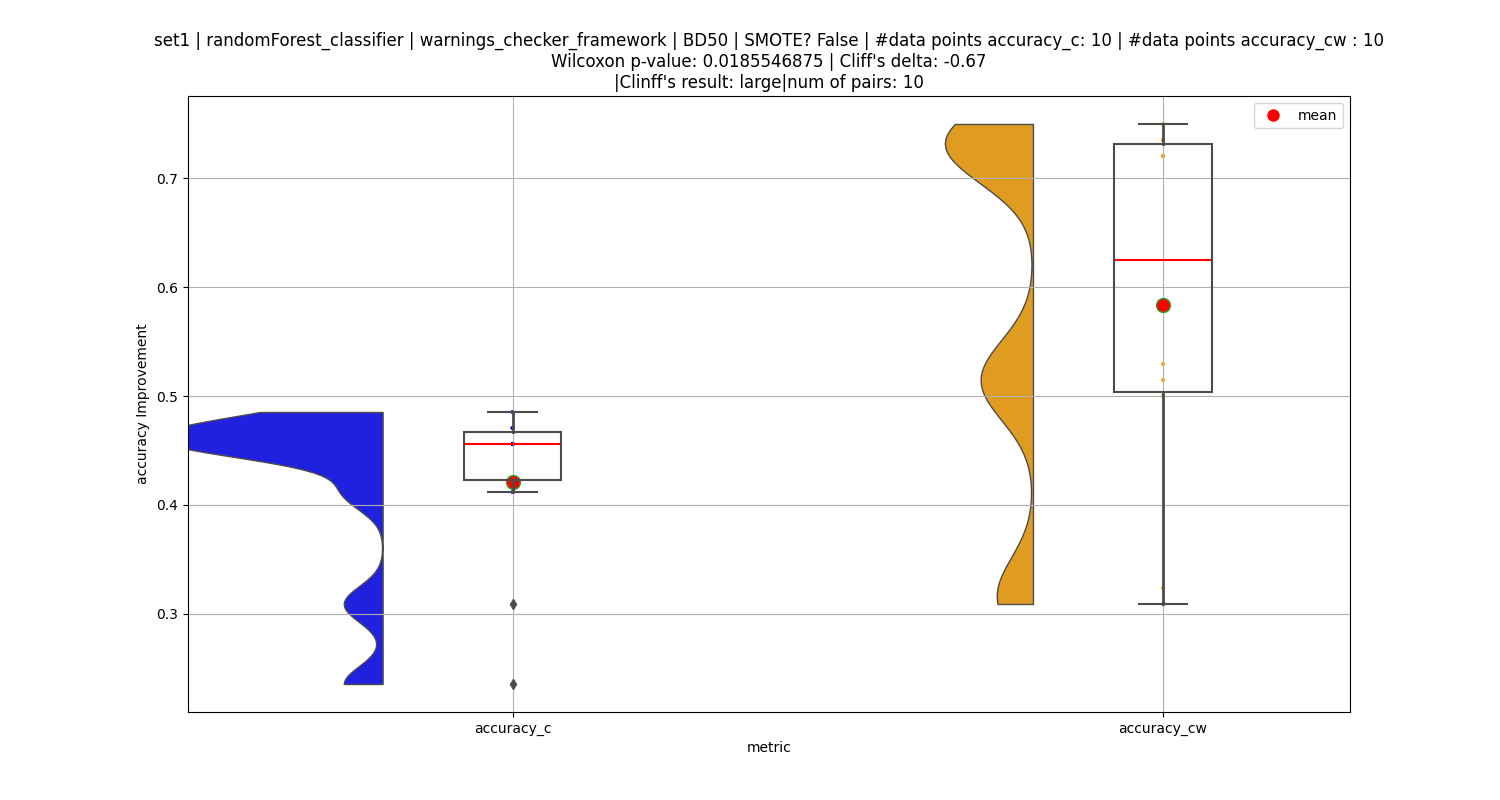 set1 | randomForest_classifier | warnings_checker_framework | BD50 | SMOTE? False | #data points accuracy_c: 10 | #data points accuracy_cw : 10
Wilcoxon p-value: 0.0185546875 | Cliff's delta: -0.67
|Clinff's result: large|num of pairs: 10
mean
accuracy Improvement
0.7
0.6
0.5
0.4
0.3
accuracy_c
accuracy_cw
metric